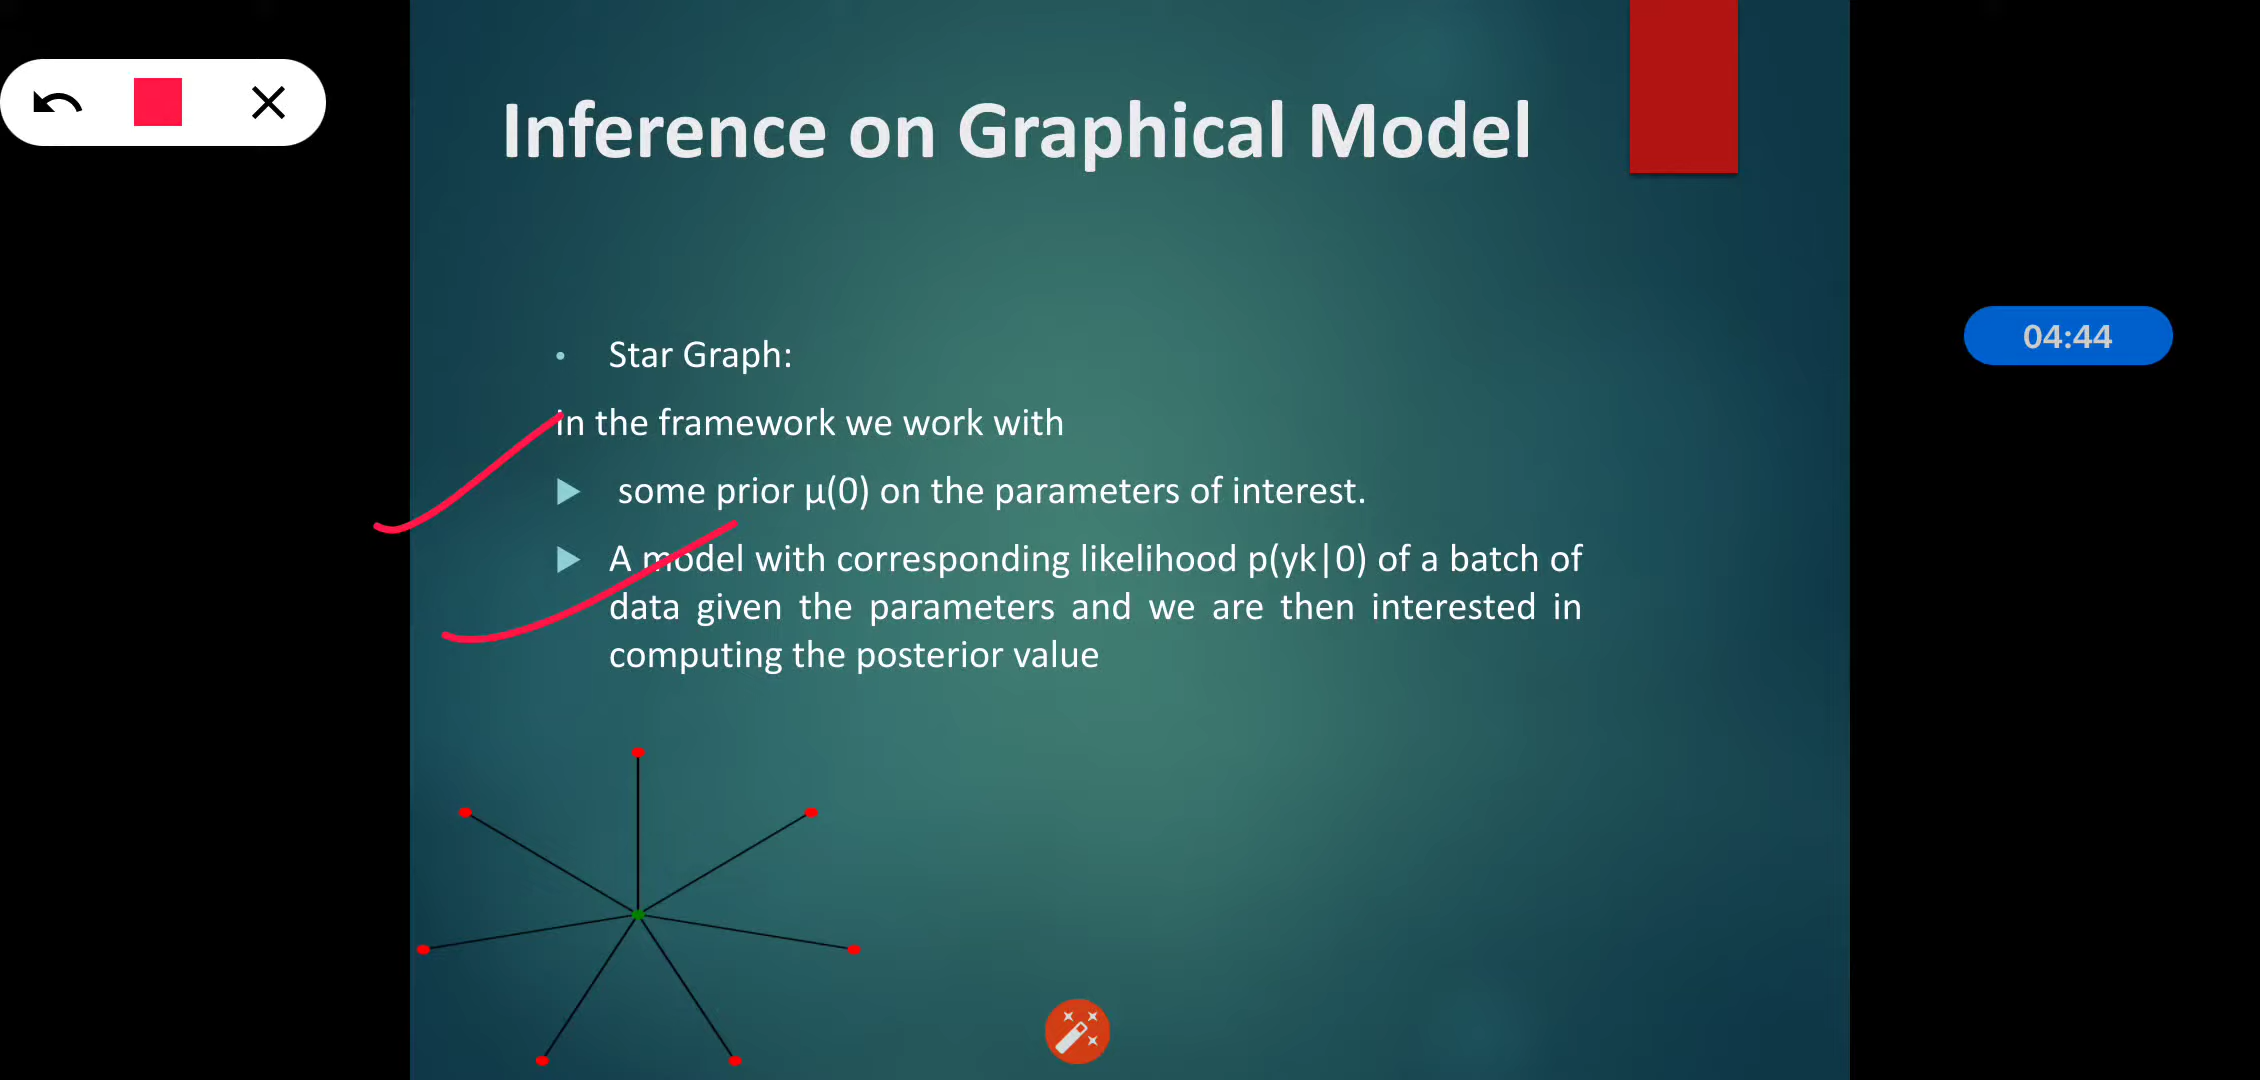 Inference on Graphical Model
04:44
• Star Graph:
in the framework we work with
some prior μ(0) on the parameters of interest.
A model with corresponding likelihood p(yk|0) of a batch of
data given the parameters and we are then interested in
computing the posterior value